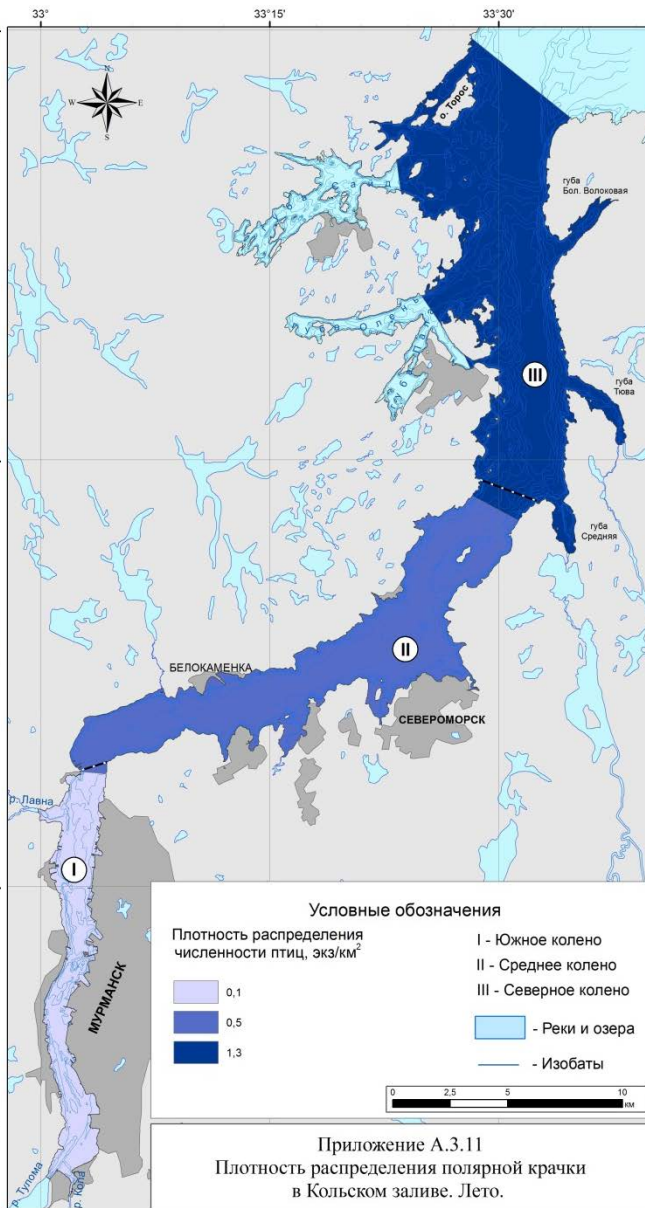 33°
33°15'
33°30'
N
W
E
S
о. Торос
губа
Бол. Волоковая
III
губа
Тюва
губа
Средняя
II
БЕЛОКАМЕНКА
СЕВЕРОМОРСК
р. Лавна
I
МУРМАНСК
р. Тулома
р. Кола
Условные обозначения
Плотность распределения
численности птиц, экз/км²
0,1
0,5
1,3
I - Южное колено
II - Среднее колено
III - Северное колено
- Реки и озера
- Изобаты
0 2,5 5 10
км
Приложение А.3.11
Плотность распределения полярной крачки
в Кольском заливе. Лето.